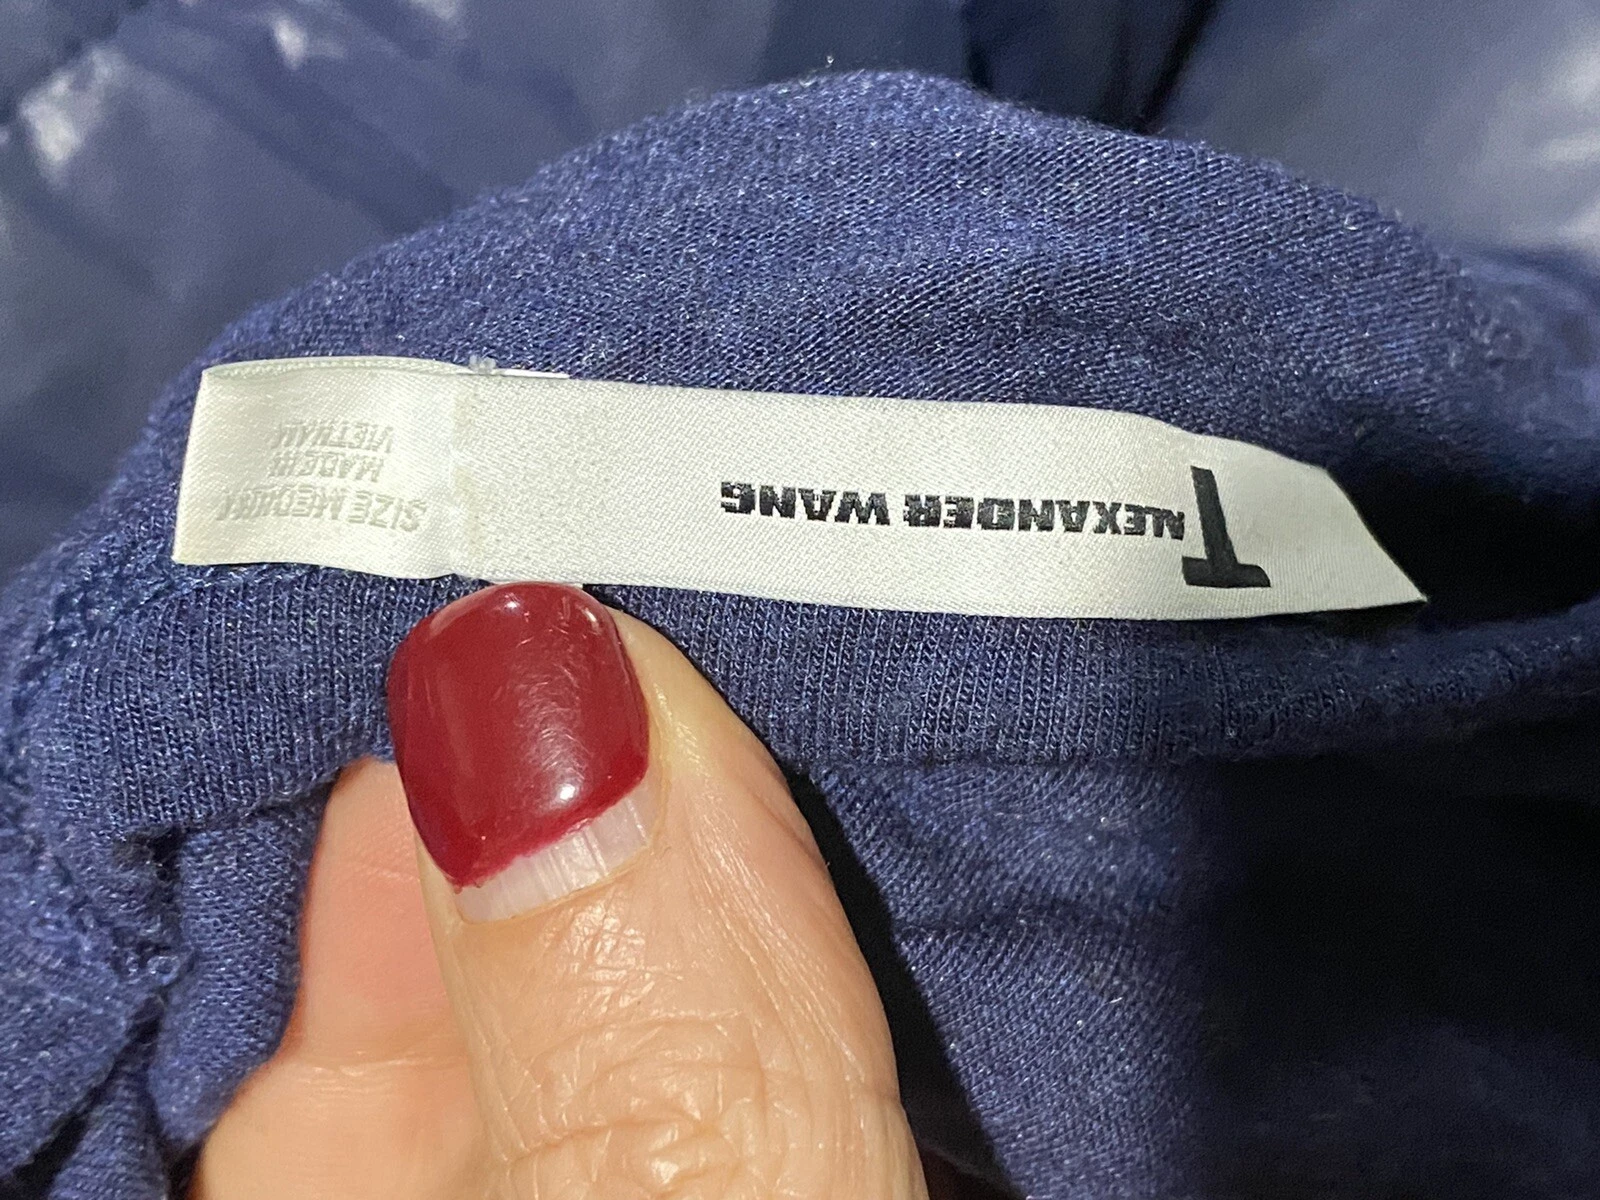 T ALEXANDER WANG
SIZE MEDIUM
MADE IN
VIETNAM